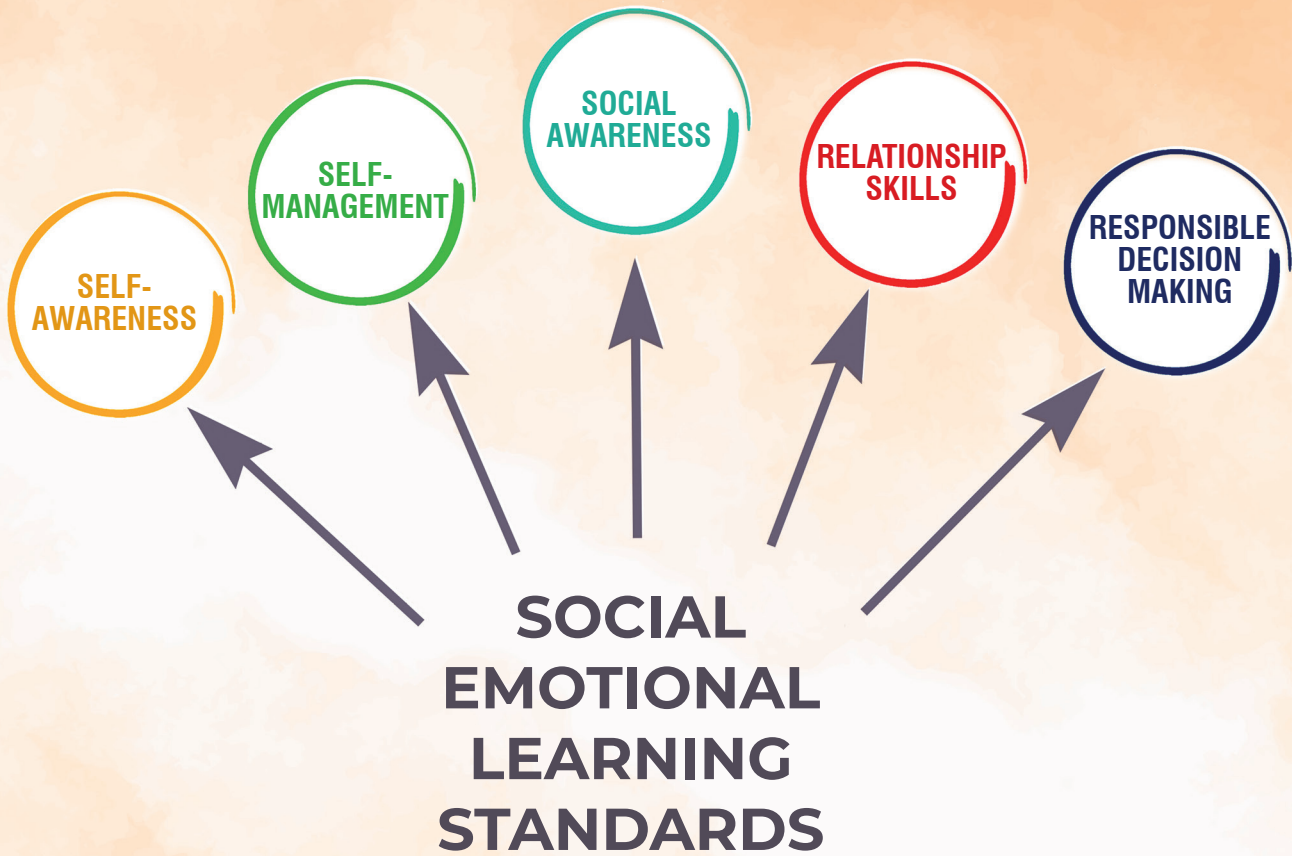 SELF-
AWARENESS
SELF-
MANAGEMENT
SOCIAL
AWARENESS
RELATIONSHIP
SKILLS
RESPONSIBLE
DECISION
MAKING
SOCIAL
EMOTIONAL
LEARNING
STANDARDS